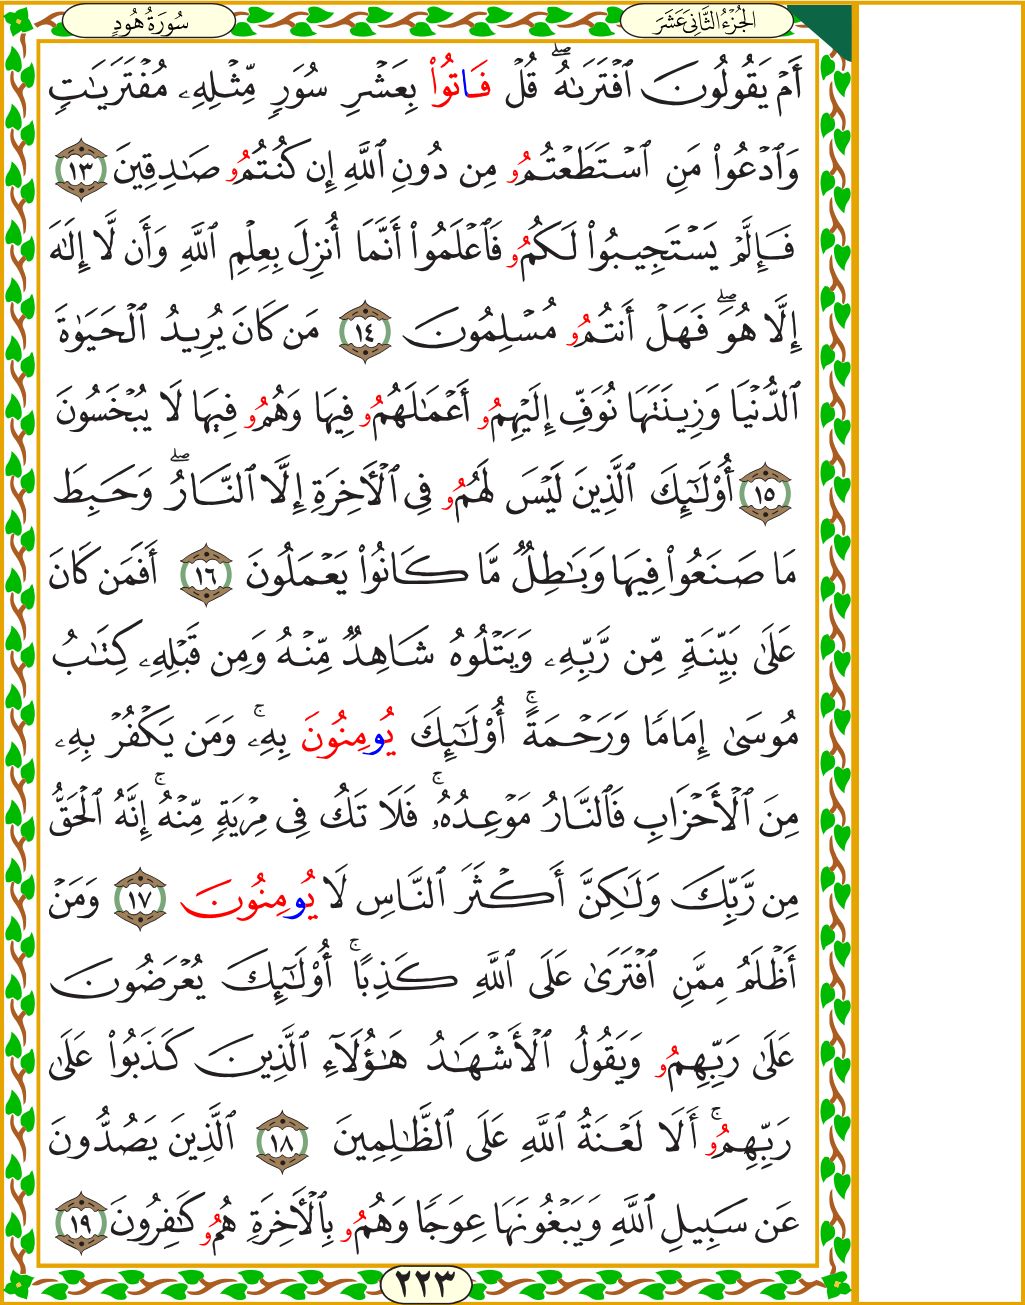 الجُزْءُ الثَّانِي عَشَرَ
سُورَةُ هُودٍ
أَمْ يَقُولُونَ ٱفْتَرَىٰهُۖ قُلْ فَاتُواْ بِعَشْرِ سُوَرٖ مِّثْلِهِۦ مُفْتَرَيَٰتٖ
وَٱدْعُواْ مَنِ ٱسْتَطَعْتُمُۥ مِن دُونِ ٱللَّهِ إِن كُنتُمُۥ صَٰدِقِينَ ١٣
فَإِلَّمْ يَسْتَجِيبُواْ لَكُمُۥ فَٱعْلَمُواْ أَنَّمَا أُنزِلَ بِعِلْمِ ٱللَّهِ وَأَن لَّا إِلَٰهَ
إِلَّا هُوَۖ فَهَلْ أَنتُمُۥ مُسْلِمُونَ ١٤ مَن كَانَ يُرِيدُ ٱلْحَيَوٰةَ
ٱلدُّنْيَا وَزِينَتَهَا نُوَفِّ إِلَيْهِمُۥ أَعْمَٰلَهُمُۥ فِيهَا وَهُمُۥ فِيهَا لَا يُبْخَسُونَ
١٥ أُوْلَٰٓئِكَ ٱلَّذِينَ لَيْسَ لَهُمُۥ فِي ٱلْأَخِرَةِ إِلَّا ٱلنَّارُۖ وَحَبِطَ
مَا صَنَعُواْ فِيهَا وَبَٰطِلٞ مَّا كَانُواْ يَعْمَلُونَ ١٦ أَفَمَن كَانَ
عَلَىٰ بَيِّنَةٖ مِّن رَّبِّهِۦ وَيَتْلُوهُ شَاهِدٞ مِّنْهُ وَمِن قَبْلِهِۦ كِتَٰبُ
مُوسَىٰ إِمَامٗا وَرَحْمَةًۚ أُوْلَٰٓئِكَ يُومِنُونَ بِهِۦۚ وَمَن يَكْفُرْ بِهِۦ
مِنَ ٱلْأَحْزَابِ فَٱلنَّارُ مَوْعِدُهُۥۚ فَلَا تَكُ فِي مِرْيَةٖ مِّنْهُۚ إِنَّهُ ٱلْحَقُّ
مِن رَّبِّكَ وَلَٰكِنَّ أَكْثَرَ ٱلنَّاسِ لَا يُومِنُونَ ١٧ وَمَنْ
أَظْلَمُ مِمَّنِ ٱفْتَرَىٰ عَلَى ٱللَّهِ كَذِبًاۚ أُوْلَٰٓئِكَ يُعْرَضُونَ
عَلَىٰ رَبِّهِمُۥ وَيَقُولُ ٱلْأَشْهَٰدُ هَٰؤُلَآءِ ٱلَّذِينَ كَذَبُواْ عَلَىٰ
رَبِّهِمُۥۚ أَلَا لَعْنَةُ ٱللَّهِ عَلَى ٱلظَّٰلِمِينَ ١٨ ٱلَّذِينَ يَصُدُّونَ
عَن سَبِيلِ ٱللَّهِ وَيَبْغُونَهَا عِوَجٗا وَهُمُۥ بِٱلْأَخِرَةِ هُمُۥ كَٰفِرُونَ ١٩
٢٢٣